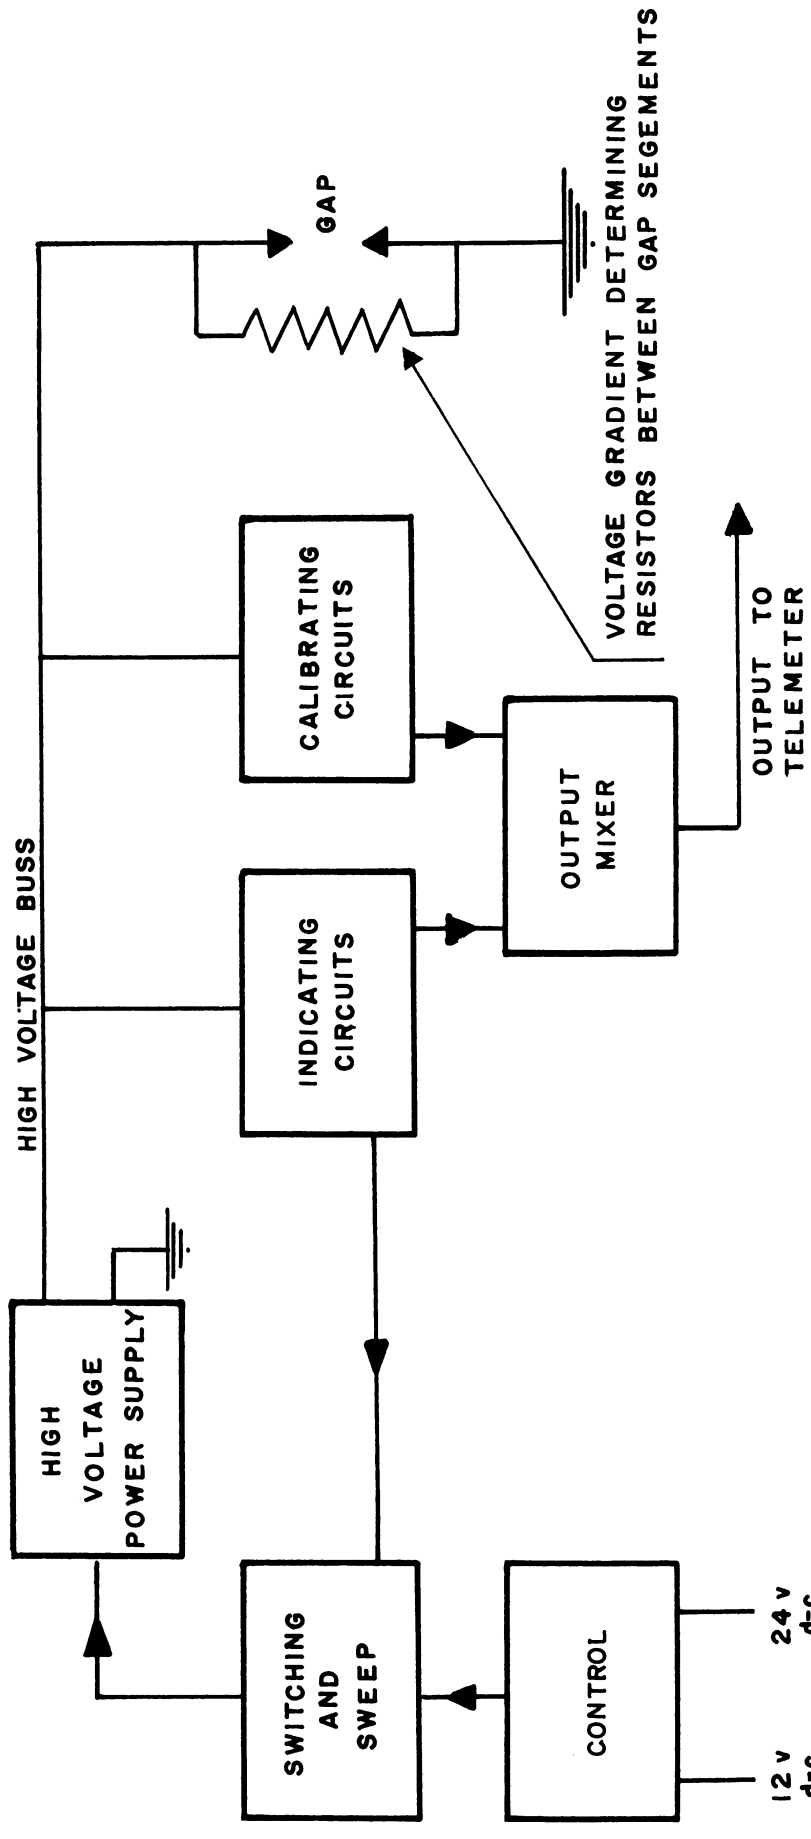 HIGH
VOLTAGE
POWER SUPPLY
HIGH VOLTAGE BUSS
SWITCHING
AND
SWEEP
INDICATING
CIRCUITS
CALIBRATING
CIRCUITS
GAP
CONTROL
OUTPUT
MIXER
VOLTAGE GRADIENT DETERMINING
RESISTORS BETWEEN GAP SEGEMENTS
12 V
d-c
24 V
d-c
OUTPUT TO
TELEMETER